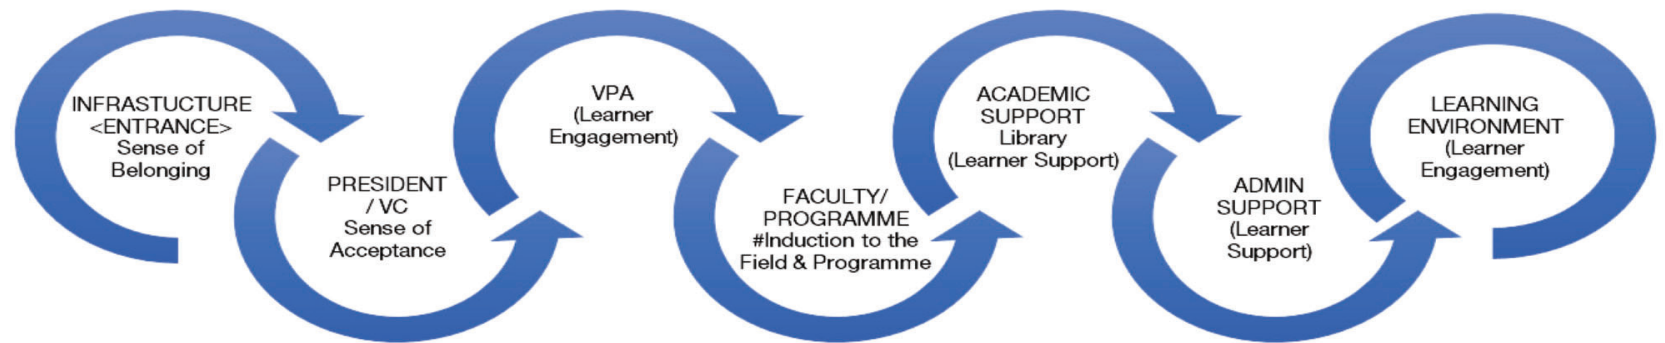 INFRASTUCTURE
<ENTRANCE>
Sense of
Belonging
PRESIDENT
/ VC
Sense of
Acceptance
VPA
(Learner
Engagement)
FACULTY/
PROGRAMME
#Induction to the
Field & Programme
ACADEMIC
SUPPORT
Library
(Learner Support)
ADMIN
SUPPORT
(Learner
Support)
LEARNING
ENVIRONMENT
(Learner
Engagement)